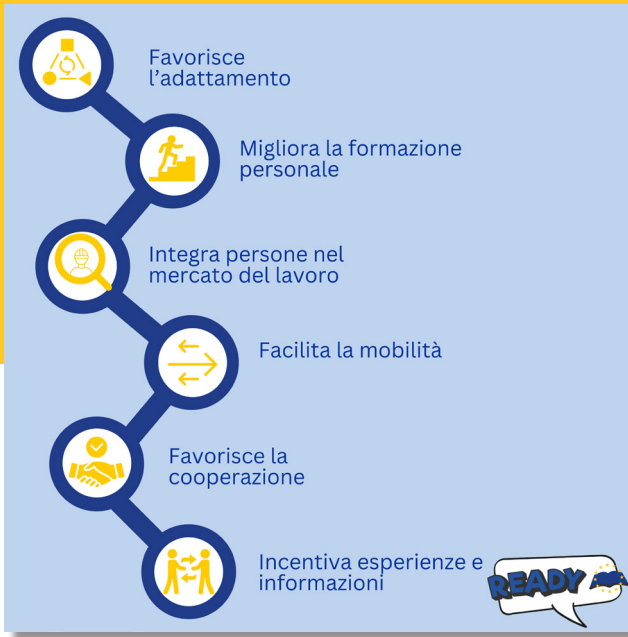 Favorisce
l’adattamento
Migliora la formazione
personale
Integra persone nel
mercato del lavoro
Facilita la mobilità
Favorisce la
cooperazione
Incentiva esperienze e
informazioni
READY